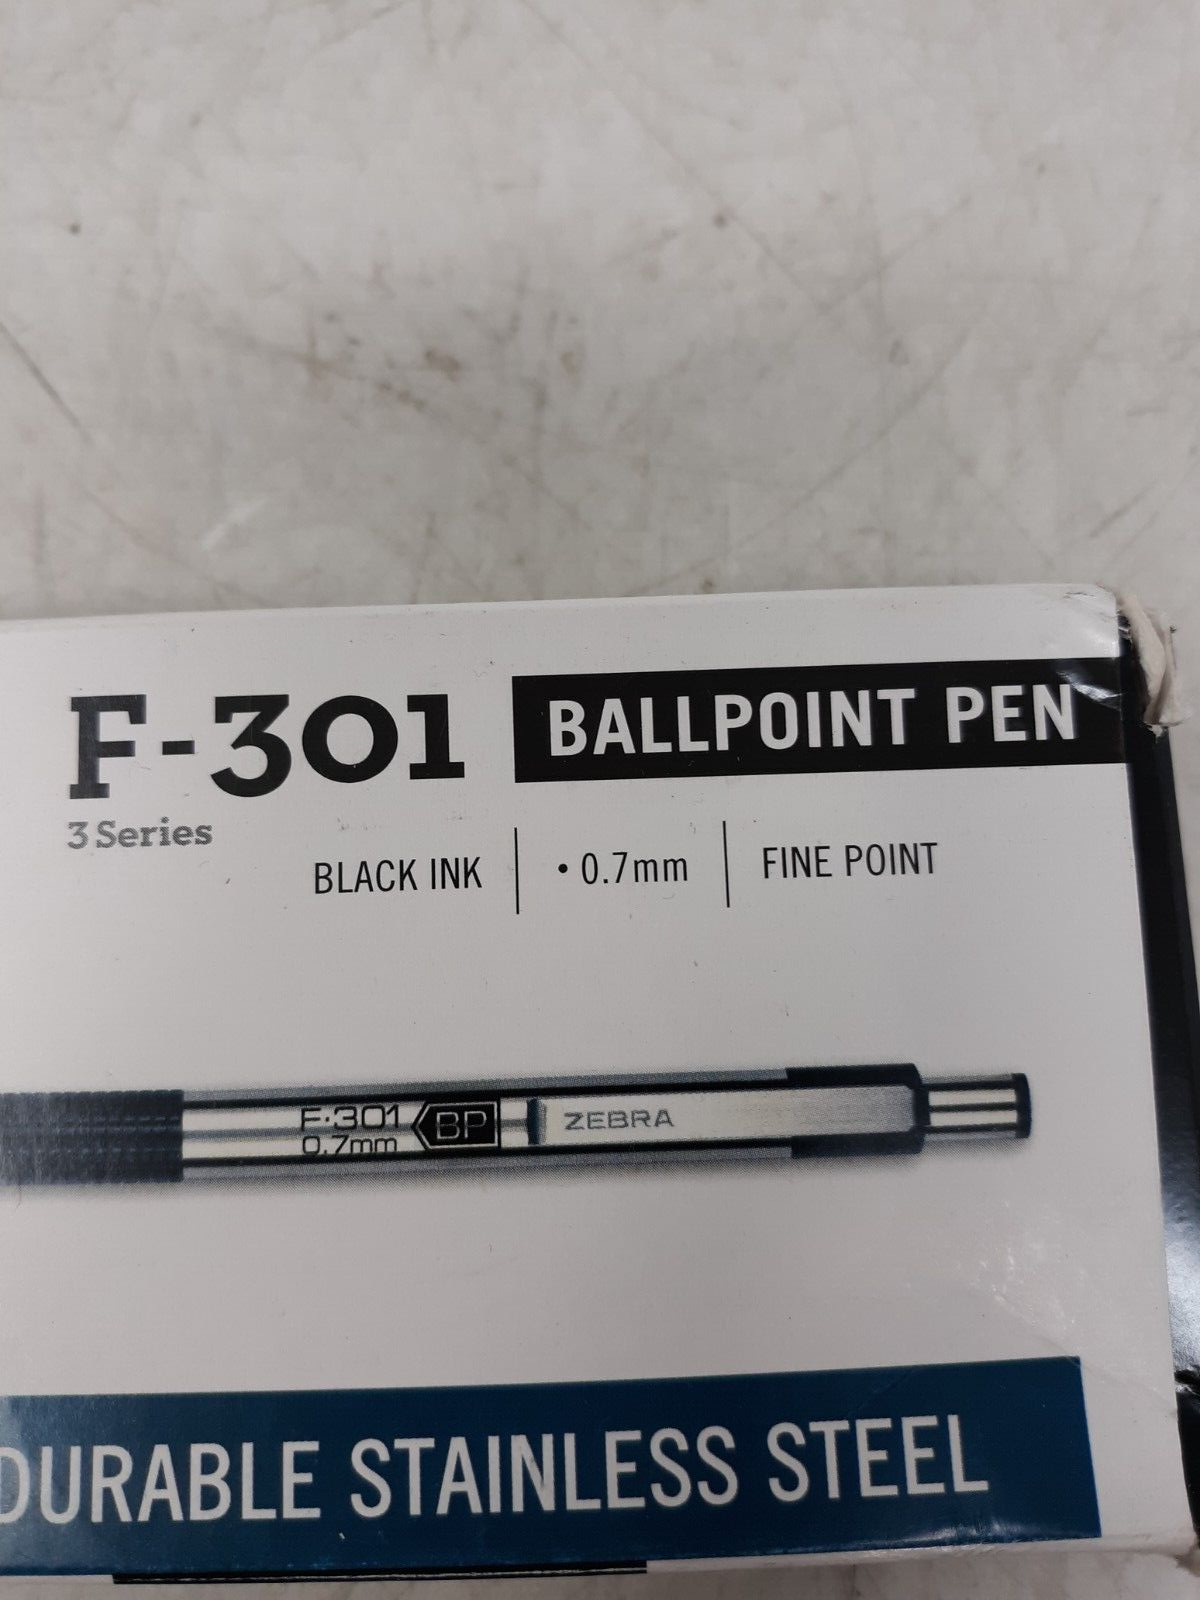 F-301 BALLPOINT PEN
3 Series
BLACK INK • 0.7mm FINE POINT
F-301 BP ZEBRA
0.7mm
DURABLE STAINLESS STEEL